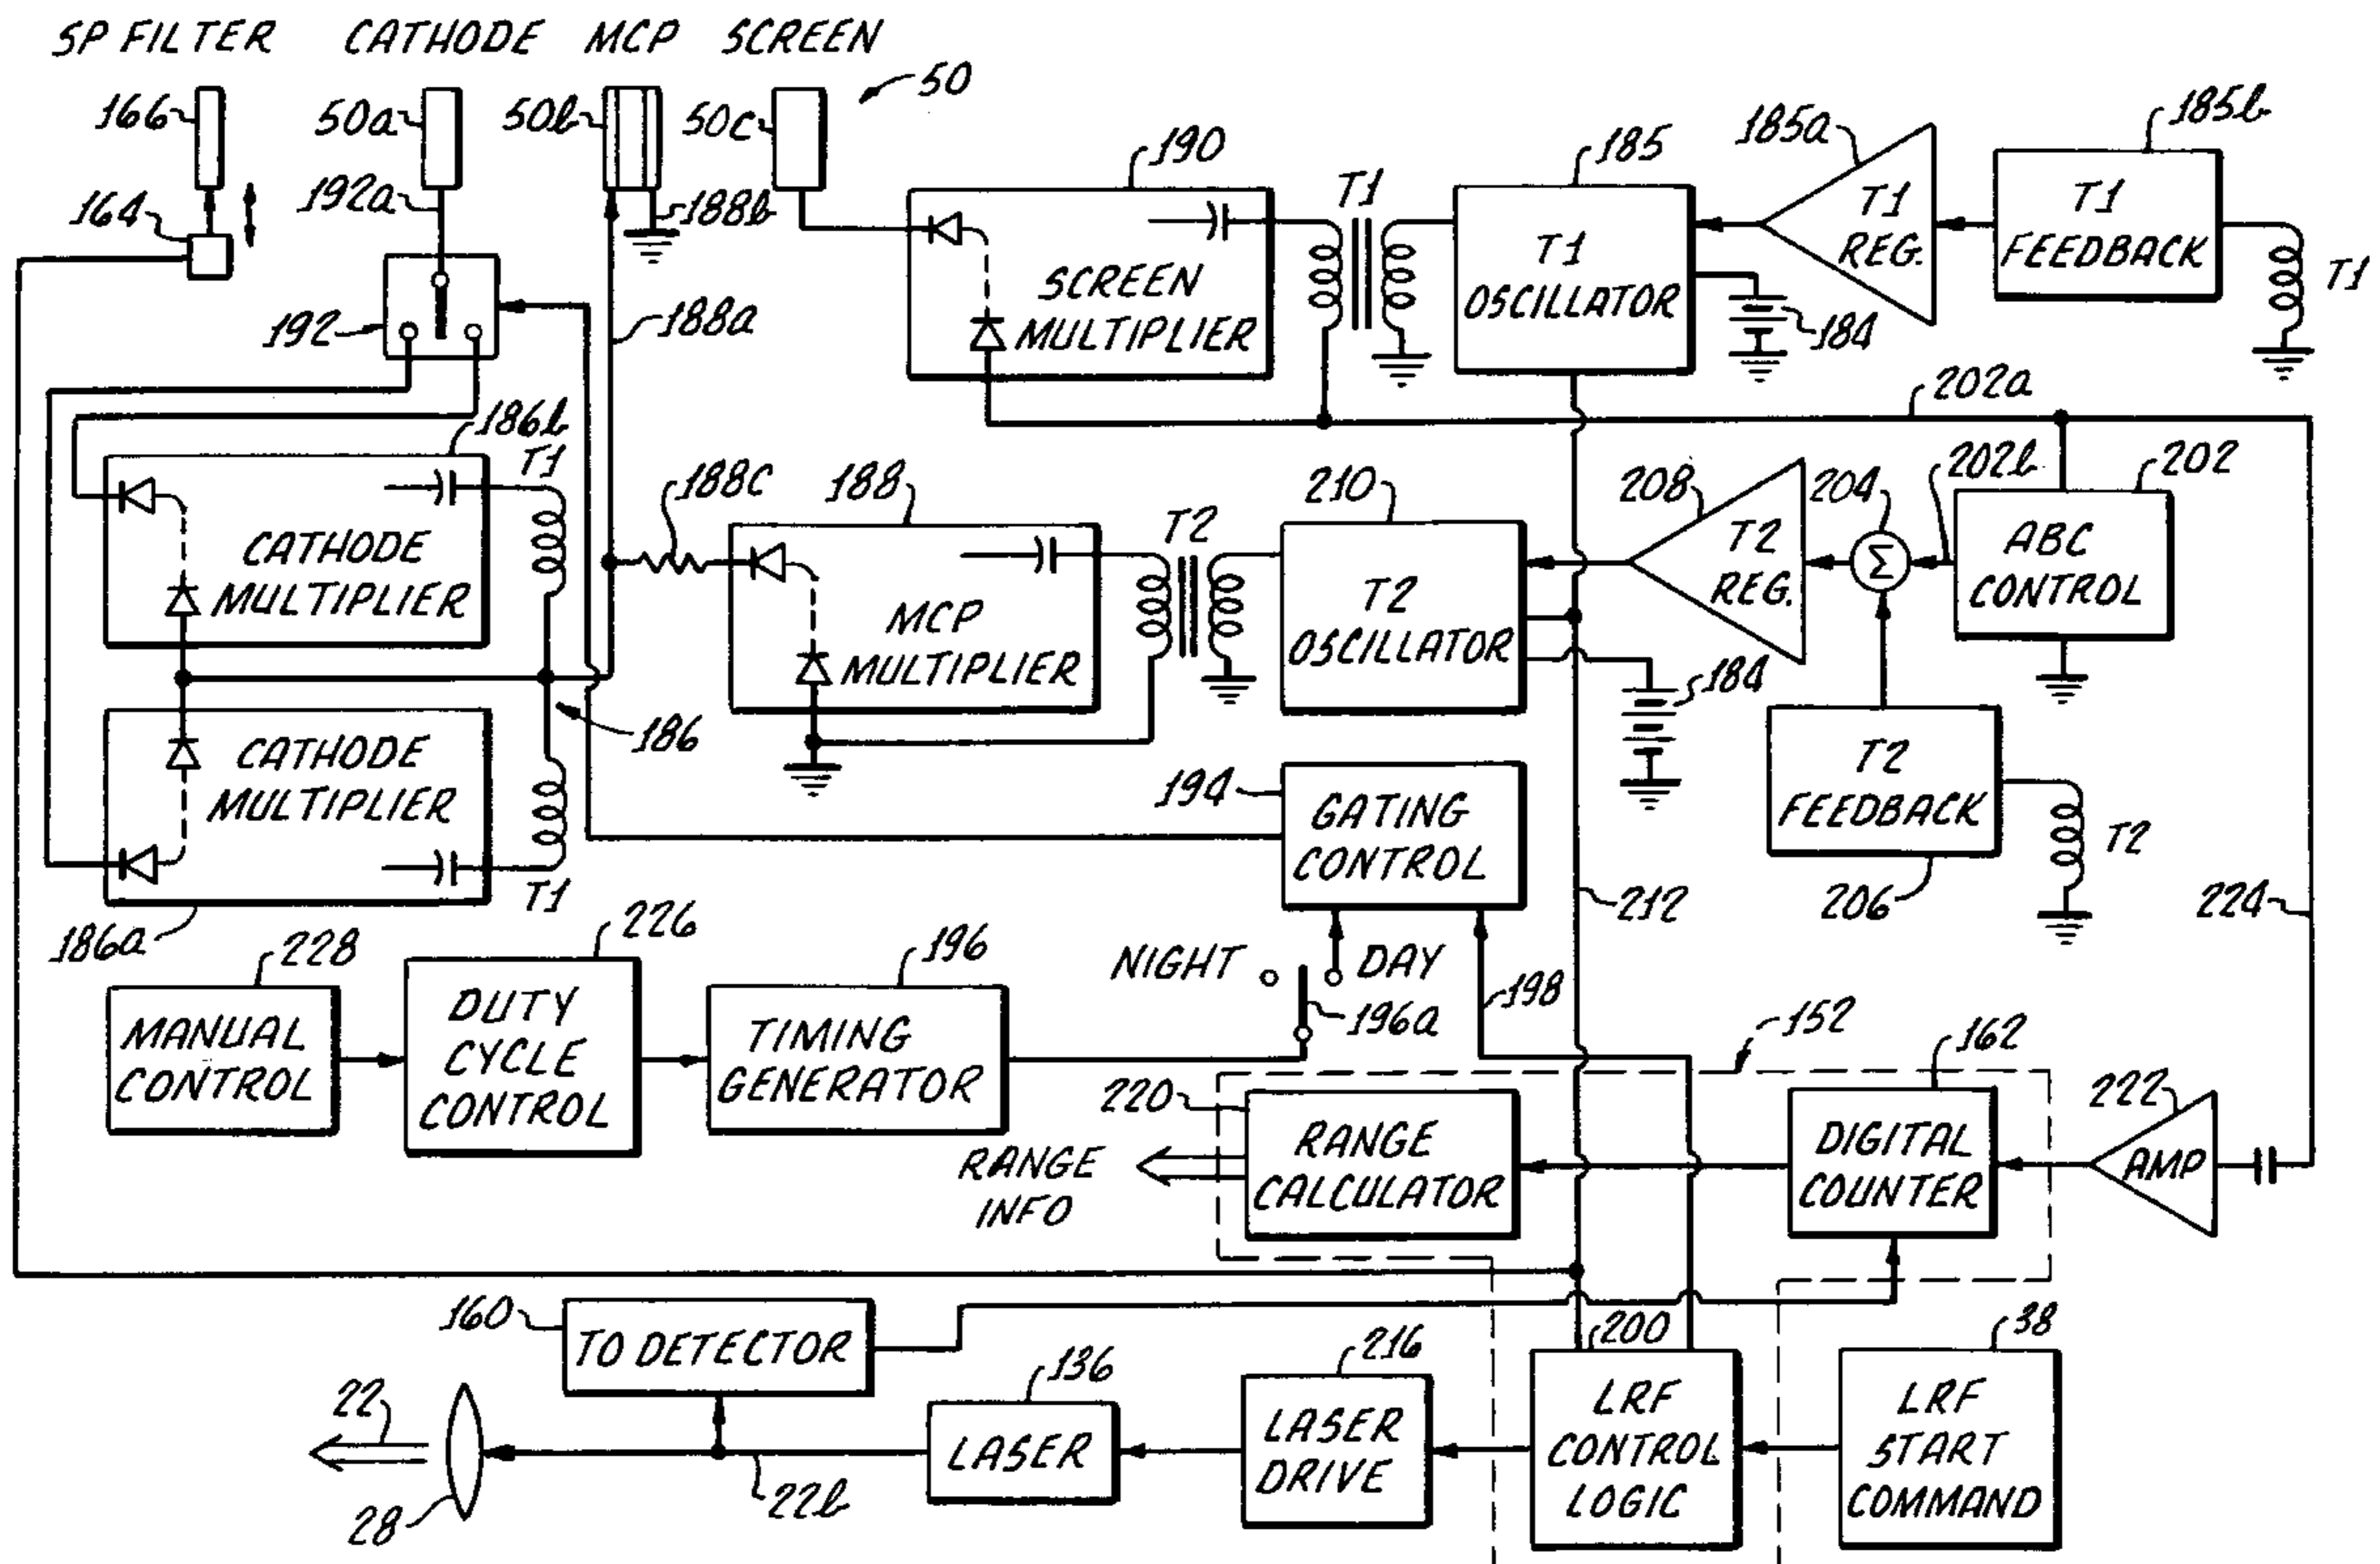 SP FILTER CATHODE MCP SCREEN
50
166
50a
50b
50c
164
192a
188b
190
T1
185
185a
185b
T1
REG.
T1
FEEDBACK
T1
T1
OSCILLATOR
SCREEN
MULTIPLIER
184
192
188a
202a
186b
T1
188c
188
T2
210
208
204
202b
202
CATHODE
MULTIPLIER
MCP
MULTIPLIER
T2
OSCILLATOR
T2
REG.
Σ
ABC
CONTROL
184
186
CATHODE
MULTIPLIER
T1
186a
194
GATING
CONTROL
T2
FEEDBACK
T2
206
212
224
228
226
196
NIGHT
DAY
196a
198
152
162
222
MANUAL
CONTROL
DUTY
CYCLE
CONTROL
TIMING
GENERATOR
220
RANGE
INFO
RANGE
CALCULATOR
DIGITAL
COUNTER
AMP
160
TO DETECTOR
136
216
200
38
22
28
22b
LASER
LASER
DRIVE
LRF
CONTROL
LOGIC
LRF
START
COMMAND